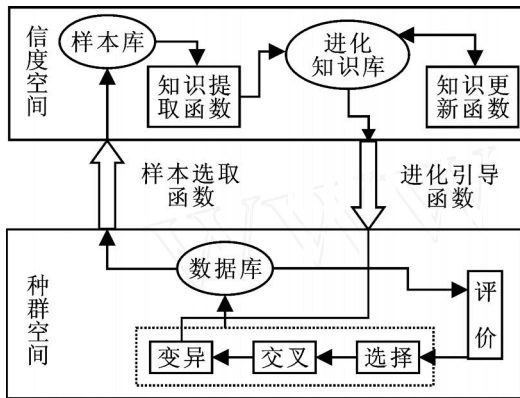 信度空间
样本库
知识提
取函数
进化
知识库
知识更
新函数
样本选取
函数
进化引导
函数
种群空间
数据库
评价
变异
交叉
选择